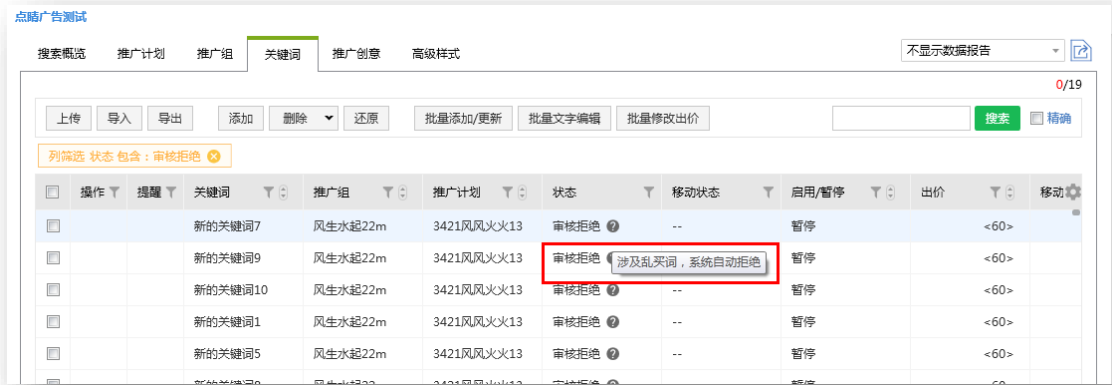 点睛广告测试
搜索概览 推广计划 推广组 关键词 推广创意 高级样式 不显示数据报告
0/19
上传 导入 导出 添加 删除 还原 批量添加/更新 批量文字编辑 批量修改出价 搜索 精确
列筛选 状态 包含：审核拒绝
操作 提醒 关键词 推广组 推广计划 状态 移动状态 启用/暂停 出价 移动
新的关键词7 风生水起22m 3421风风火火13 审核拒绝 -- 暂停 <60>
新的关键词9 风生水起22m 3421风风火火13 审核拒绝 涉及乱买词，系统自动拒绝 暂停 <60>
新的关键词10 风生水起22m 3421风风火火13 审核拒绝 -- 暂停 <60>
新的关键词1 风生水起22m 3421风风火火13 审核拒绝 -- 暂停 <60>
新的关键词5 风生水起22m 3421风风火火13 审核拒绝 -- 暂停 <60>